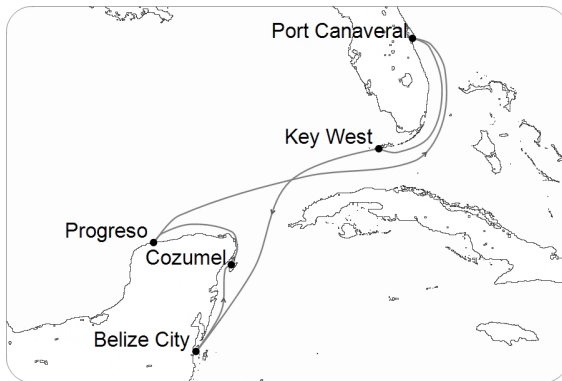 Port Canaveral
Key West
Progreso
Cozumel
Belize City